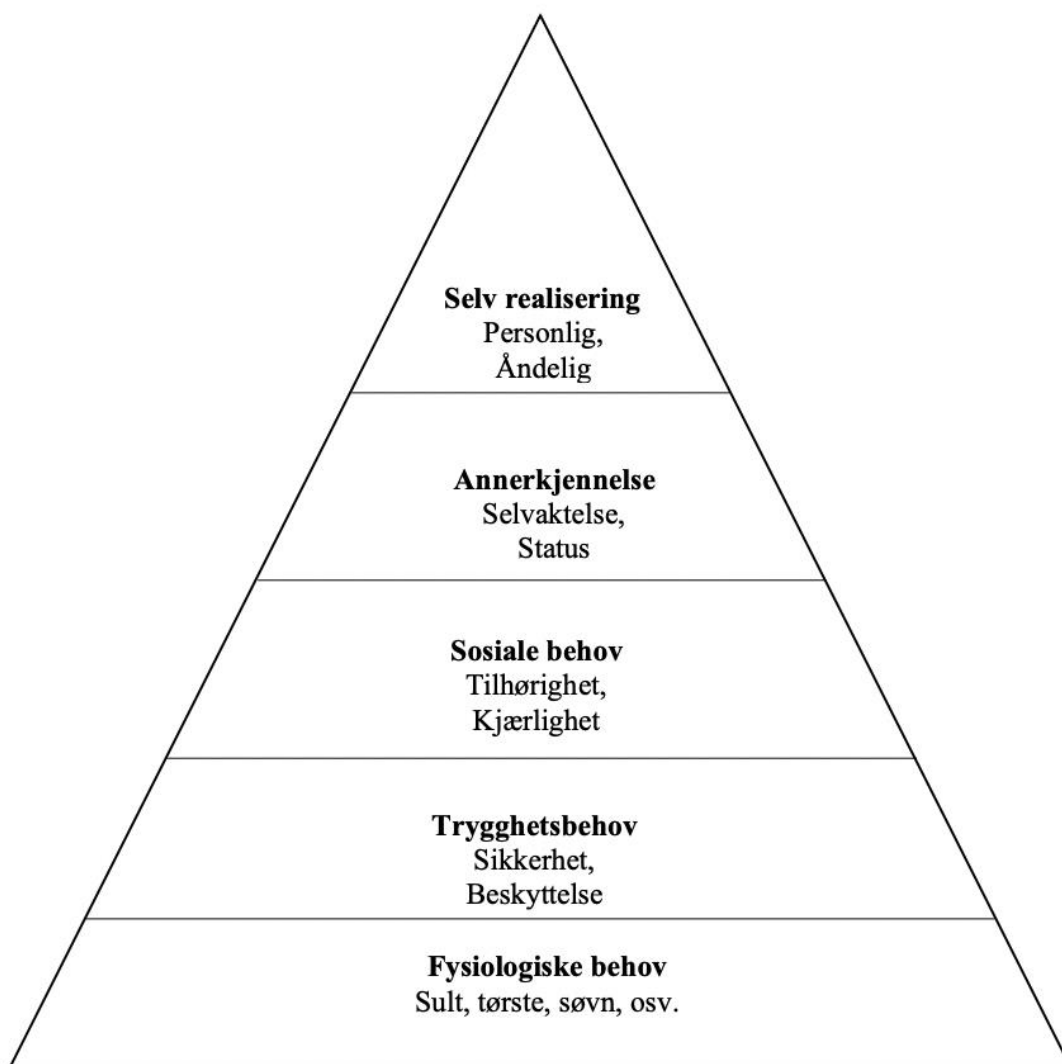 Selv realisering
Personlig,
Åndelig
Annerkjennelse
Selvaktelse,
Status
Sosiale behov
Tilhørighet,
Kjærlighet
Trygghetsbehov
Sikkerhet,
Beskyttelse
Fysiologiske behov
Sult, tørste, søvn, osv.